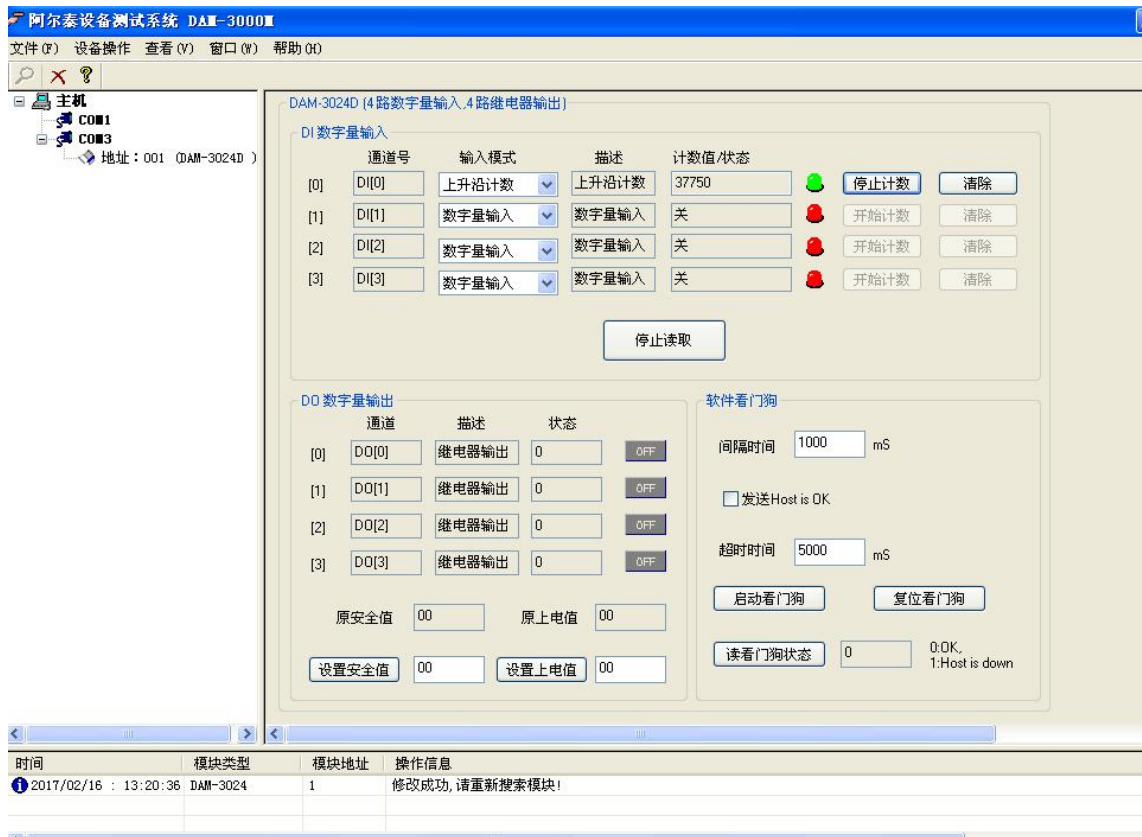 阿尔泰设备测试系统 DAM-3000M
文件(F) 设备操作 查看(V) 窗口(W) 帮助(H)
主机
COM1
COM3
地址：001 (DAM-3024D )
DAM-3024D (4路数字量输入,4路继电器输出)
DI 数字量输入
通道号 输入模式 描述 计数值/状态
[0] DI[0] 上升沿计数 上升沿计数 37750 停止计数 清除
[1] DI[1] 数字量输入 数字量输入 关 开始计数 清除
[2] DI[2] 数字量输入 数字量输入 关 开始计数 清除
[3] DI[3] 数字量输入 数字量输入 关 开始计数 清除
停止读取
DO 数字量输出
通道 描述 状态
[0] DO[0] 继电器输出 0 OFF
[1] DO[1] 继电器输出 0 OFF
[2] DO[2] 继电器输出 0 OFF
[3] DO[3] 继电器输出 0 OFF
原安全值 00 原上电值 00
设置安全值 00 设置上电值 00
软件看门狗
间隔时间 1000 mS
发送Host is OK
超时时间 5000 mS
启动看门狗 复位看门狗
读看门狗状态 0 0:OK,
1:Host is down
时间 模块类型 模块地址 操作信息
2017/02/16 : 13:20:36 DAM-3024 1 修改成功,请重新搜索模块!